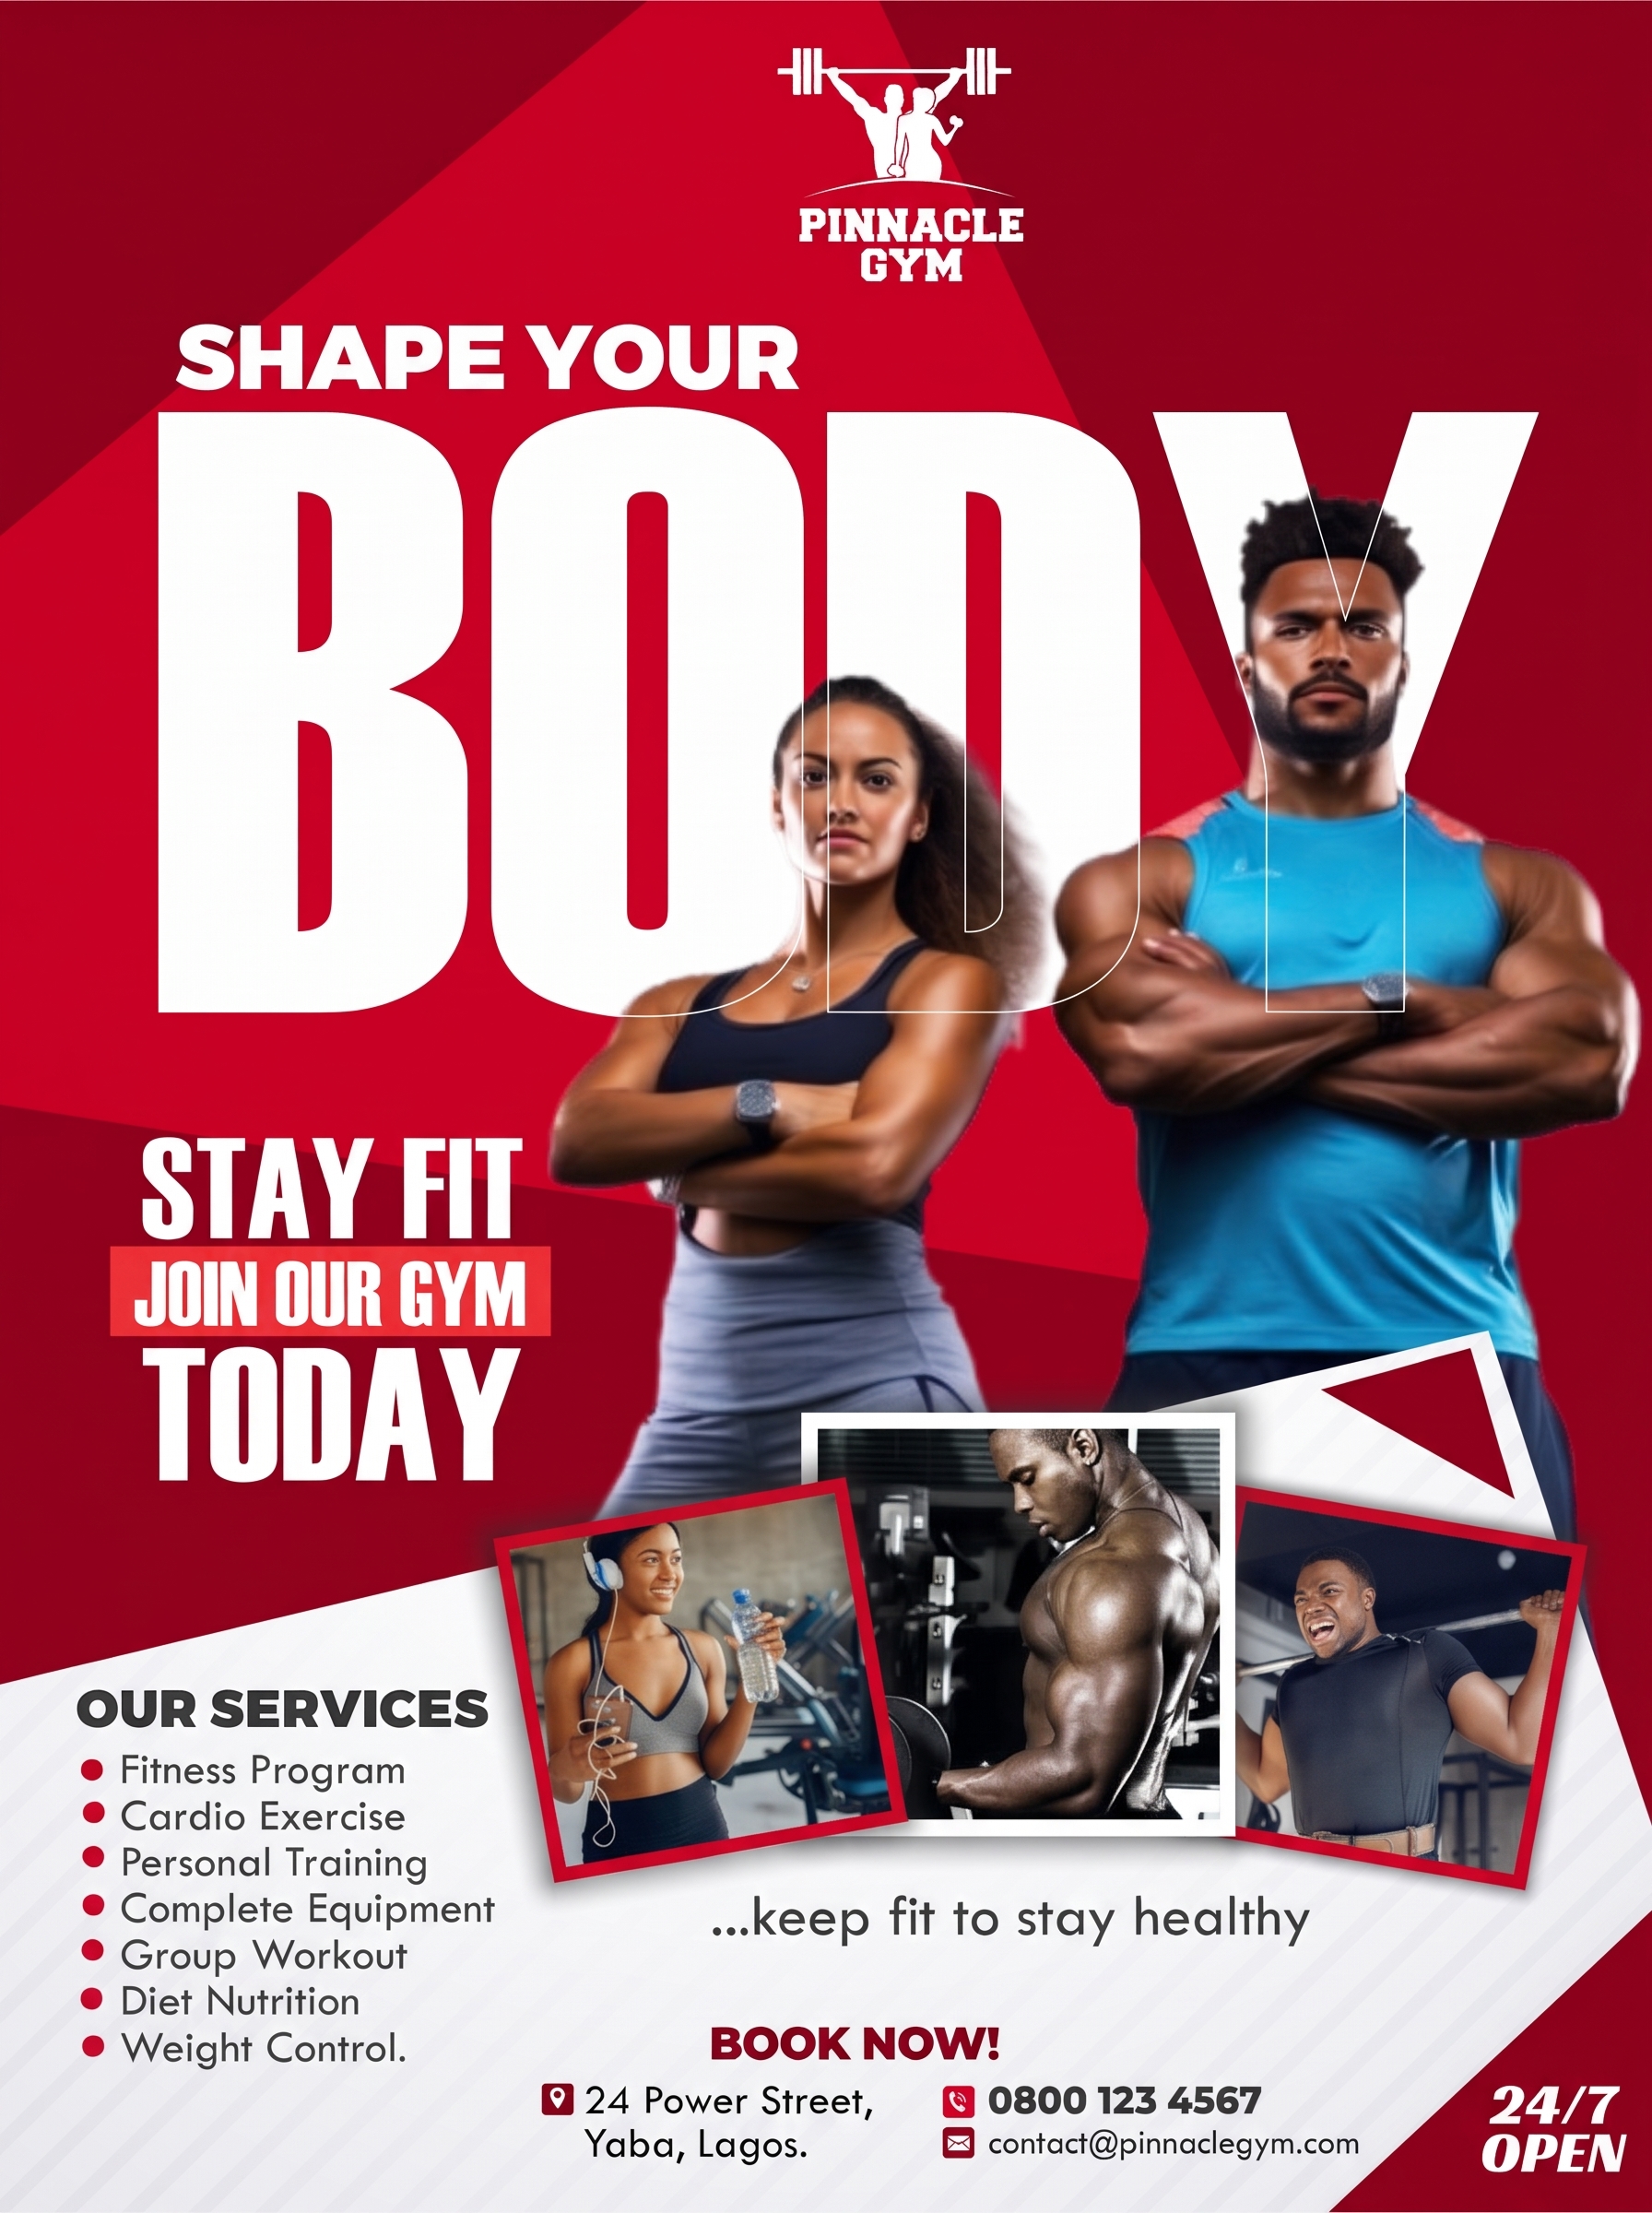 PINNACLE
GYM
SHAPE YOUR
BODY
STAY FIT
JOIN OUR GYM
TODAY
OUR SERVICES
Fitness Program
Cardio Exercise
Personal Training
Complete Equipment
Group Workout
Diet Nutrition
Weight Control.
...keep fit to stay healthy
BOOK NOW!
24 Power Street,
Yaba, Lagos.
0800 123 4567
contact@pinnaclegym.com
24/7
OPEN